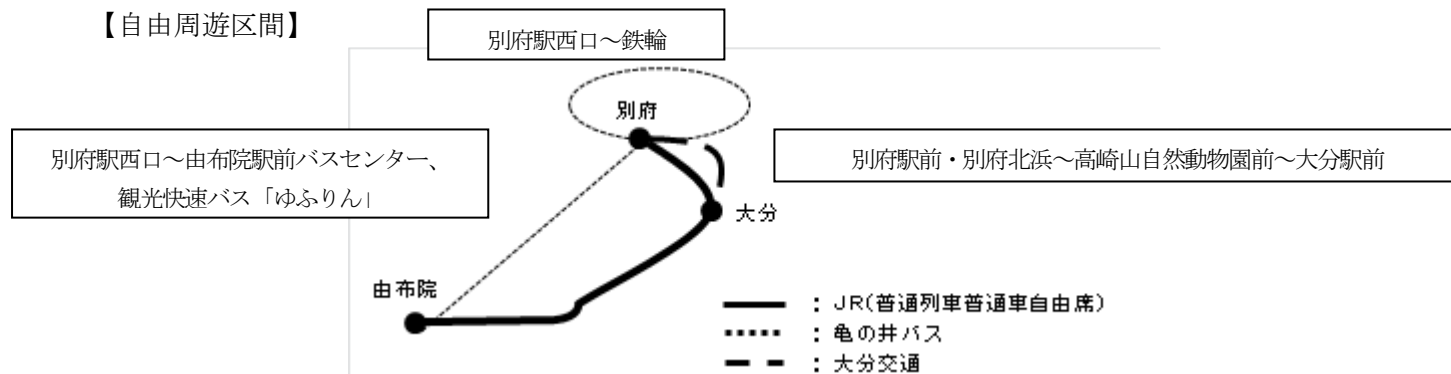 【自由周遊区間】
別府駅西口～鉄輪
別府
別府駅西口～由布院駅前バスセンター、
観光快速バス「ゆふりん」
別府駅前・別府北浜～高崎山自然動物園前～大分駅前
大分
由布院
：JR(普通列車普通車自由席)
：亀の井バス
：大分交通